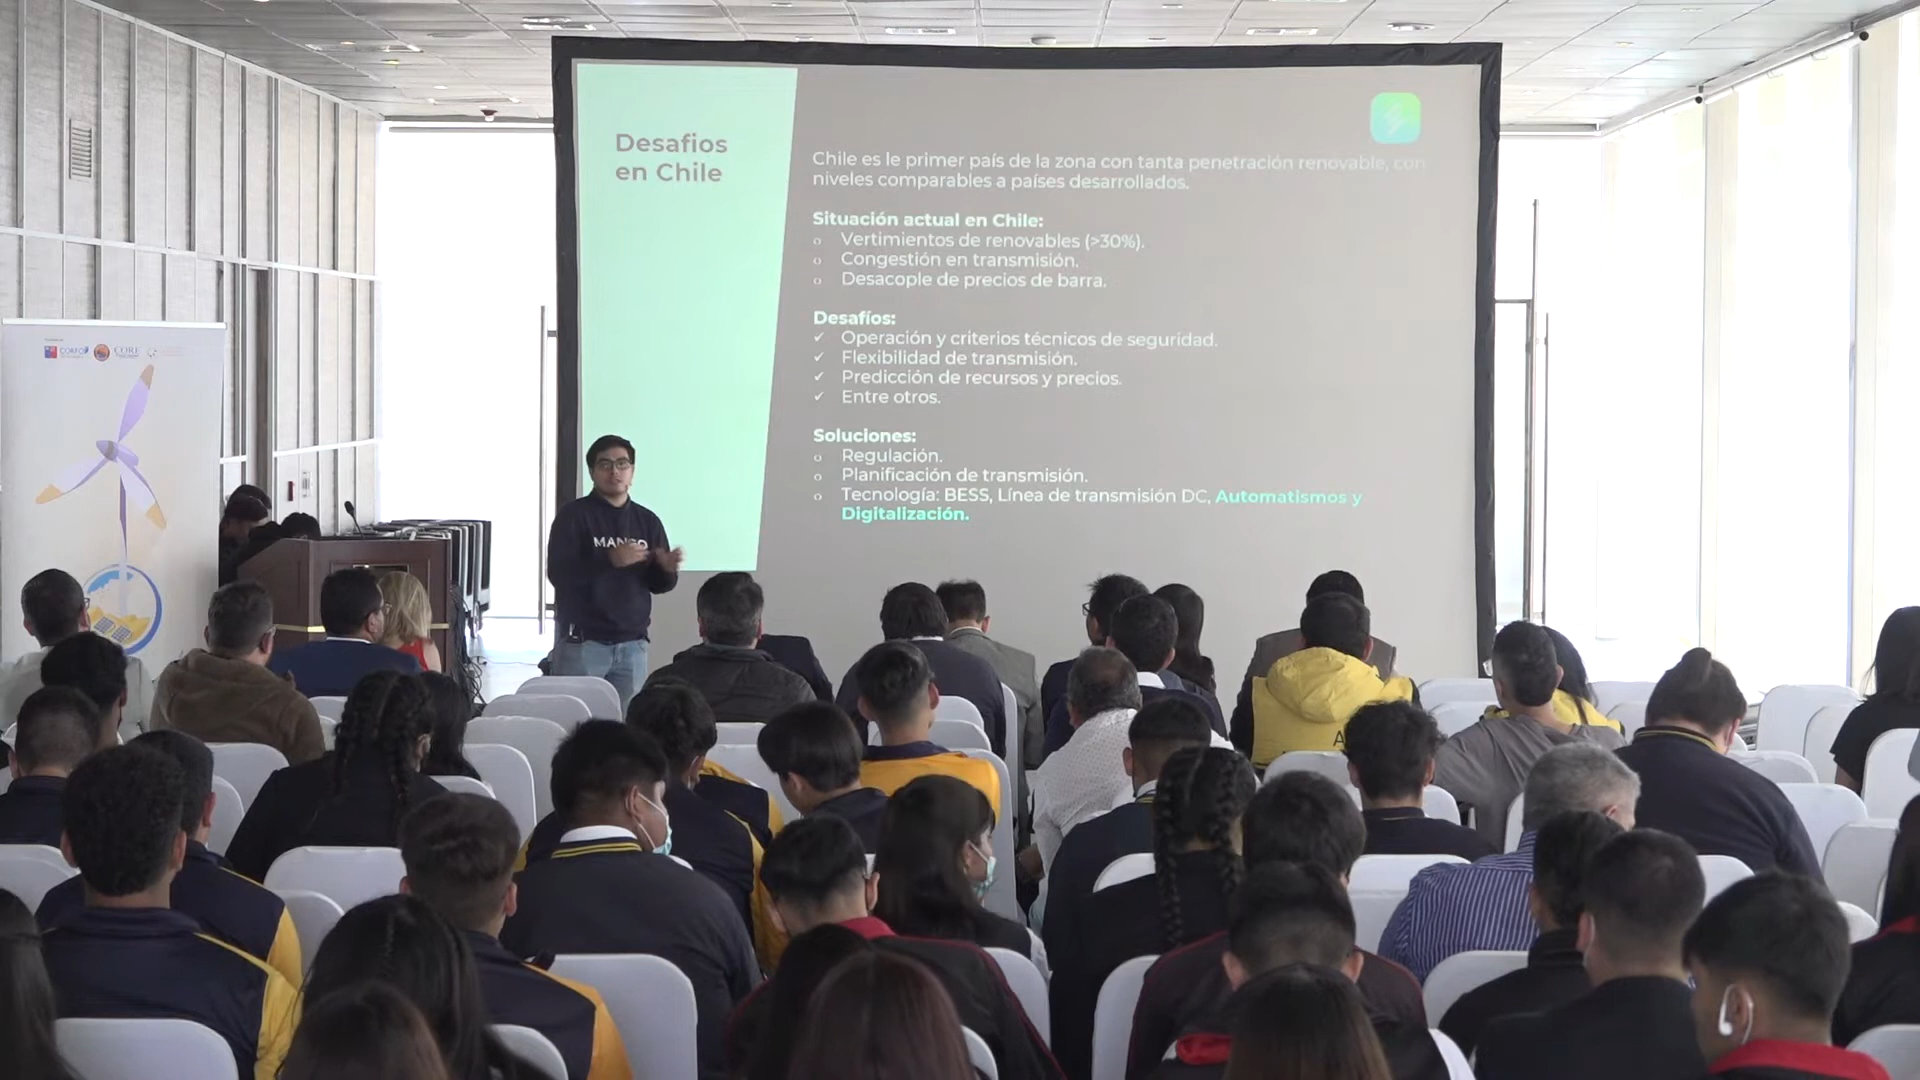 Desafios
en Chile
Chile es le primer país de la zona con tanta penetración renovable, con
niveles comparables a países desarrollados.
Situación actual en Chile:
o Vertimientos de renovables (>30%).
o Congestión en transmisión.
o Desacople de precios de barra.
Desafíos:
✓ Operación y criterios técnicos de seguridad.
✓ Flexibilidad de transmisión.
✓ Predicción de recursos y precios.
✓ Entre otros.
Soluciones:
o Regulación.
o Planificación de transmisión.
o Tecnología: BESS, Línea de transmisión DC, Automatismos y
Digitalización.
CORFO
CORE
MANGO
A